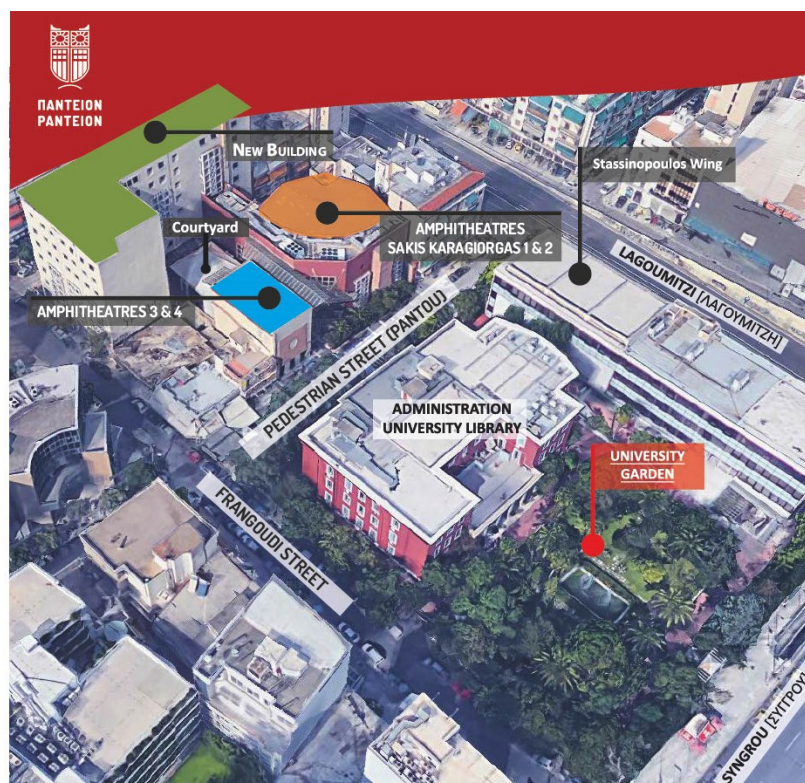 ΠΑΝΤΕΙΟΝ
PANTEION
NEW BUILDING
Stassinopoulos Wing
Courtyard
AMPHITHEATRES
SAKIS KARAGIORGAS 1 & 2
LAGOUMITZI [ΛΑΓΟΥΜΙΤΖΗ]
AMPHITHEATRES 3 & 4
PEDESTRIAN STREET (PANTOU)
ADMINISTRATION
UNIVERSITY LIBRARY
UNIVERSITY
GARDEN
FRANGOUDI STREET
SYNGROU [ΣΥΓΓΡΟΥ]